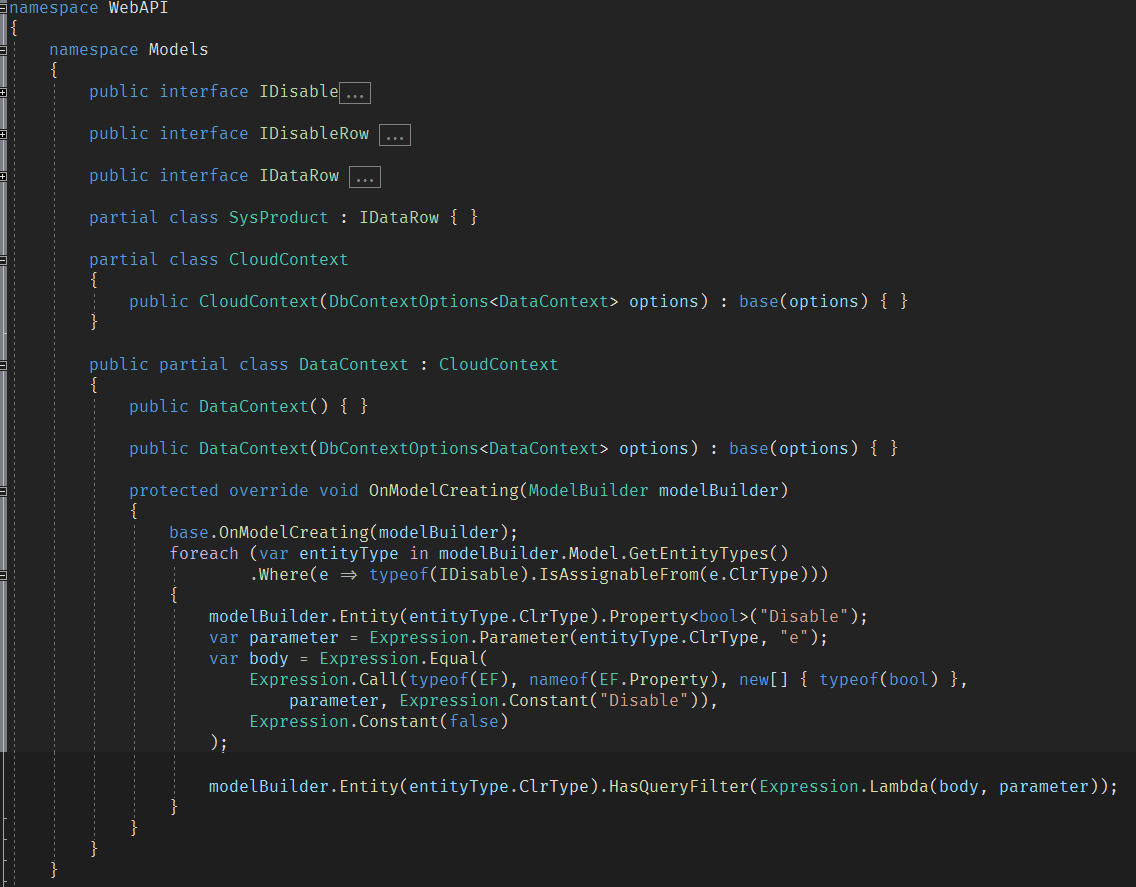 namespace WebAPI
{
    namespace Models
    {
        public interface IDisable...

        public interface IDisableRow ...

        public interface IDataRow ...

        partial class SysProduct : IDataRow { }

        partial class CloudContext
        {
            public CloudContext(DbContextOptions<DataContext> options) : base(options) { }
        }

        public partial class DataContext : CloudContext
        {
            public DataContext() { }

            public DataContext(DbContextOptions<DataContext> options) : base(options) { }

            protected override void OnModelCreating(ModelBuilder modelBuilder)
            {
                base.OnModelCreating(modelBuilder);
                foreach (var entityType in modelBuilder.Model.GetEntityTypes()
                        .Where(e => typeof(IDisable).IsAssignableFrom(e.ClrType)))
                {
                    modelBuilder.Entity(entityType.ClrType).Property<bool>("Disable");
                    var parameter = Expression.Parameter(entityType.ClrType, "e");
                    var body = Expression.Equal(
                        Expression.Call(typeof(EF), nameof(EF.Property), new[] { typeof(bool) },
                            parameter, Expression.Constant("Disable")),
                        Expression.Constant(false)
                    );

                    modelBuilder.Entity(entityType.ClrType).HasQueryFilter(Expression.Lambda(body, parameter));
                }
            }
        }
    }